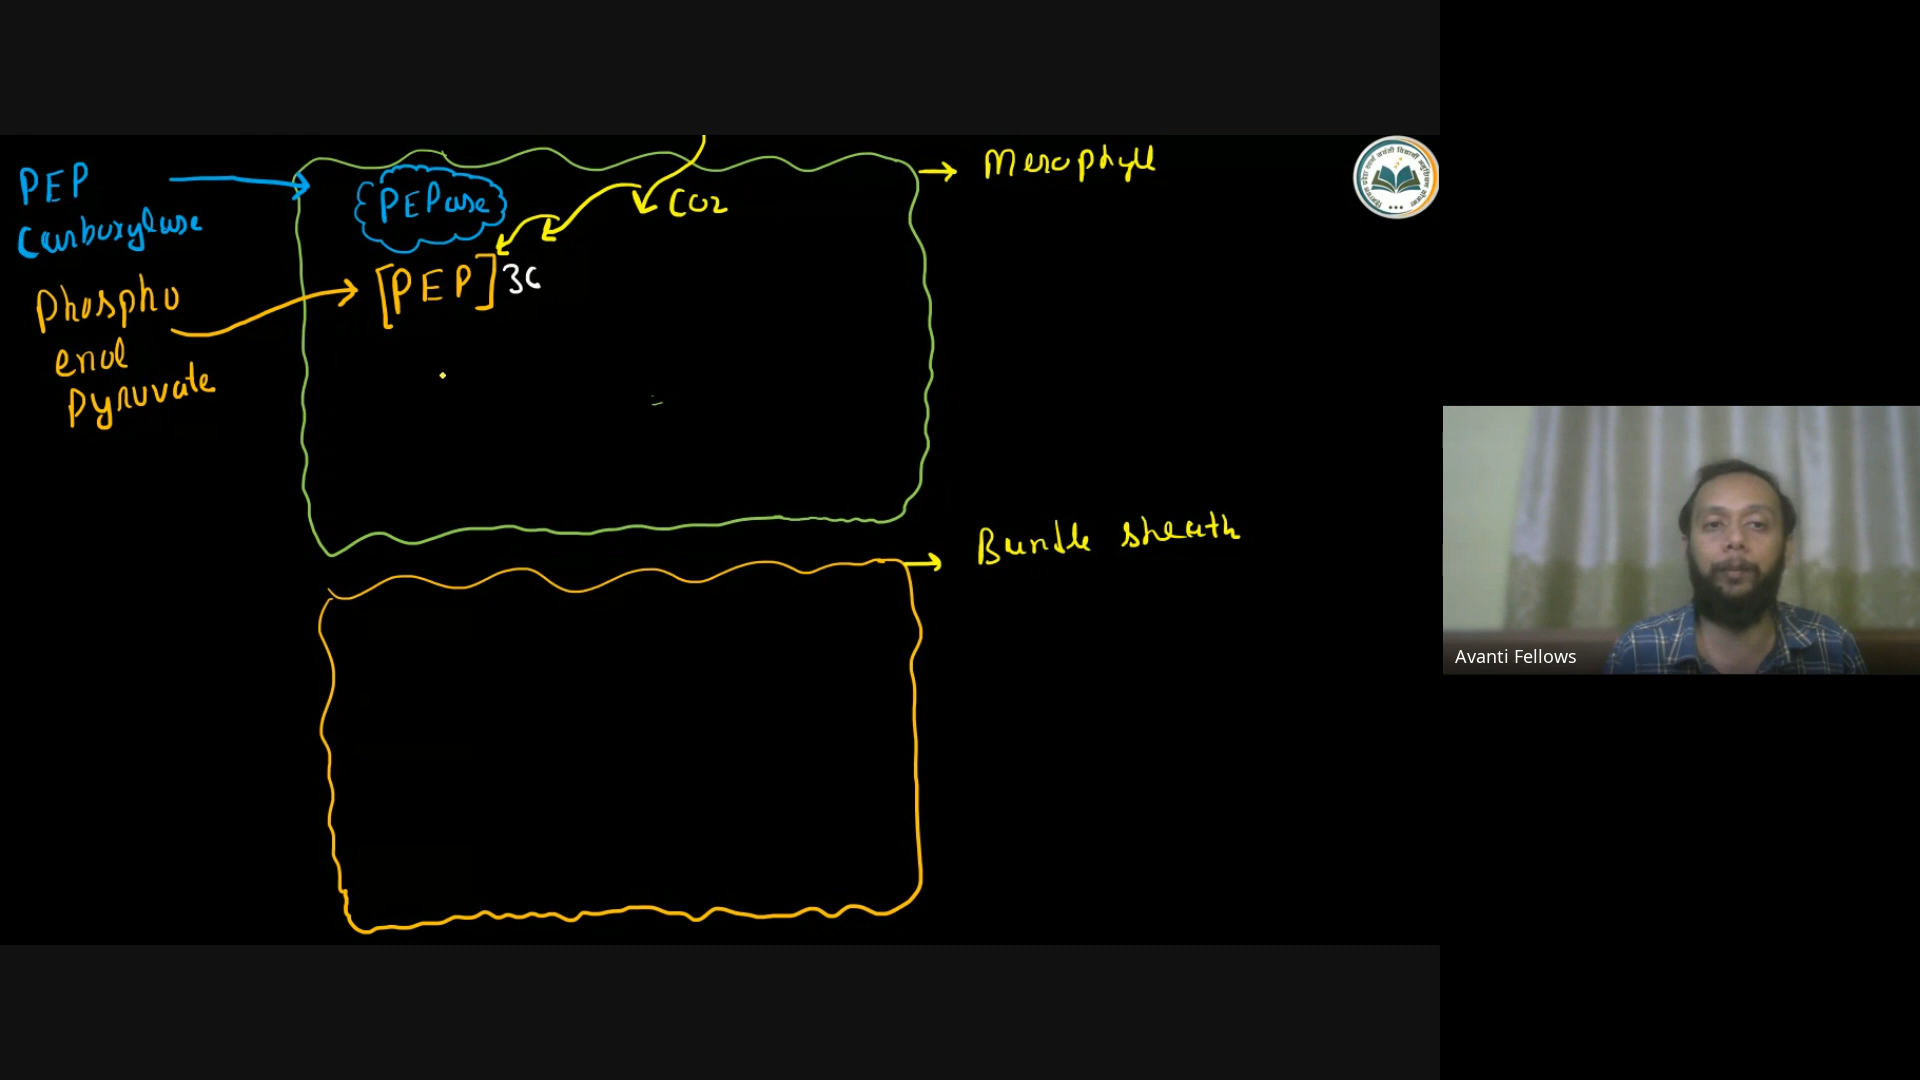 PEP
Carboxylase
Phospho
enol
Pyruvate
PEPase
CO2
[PEP] 3C
Mesophyll
Bundle sheath
Avanti Fellows